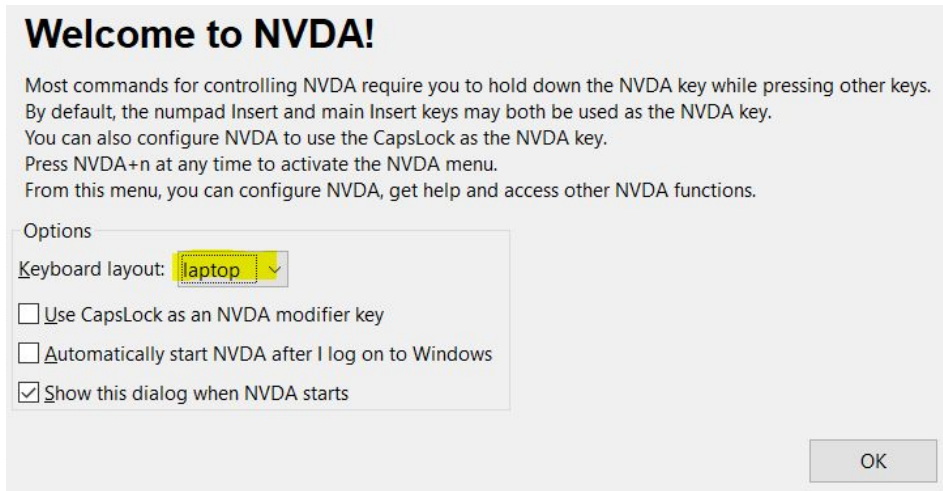 Welcome to NVDA!
Most commands for controlling NVDA require you to hold down the NVDA key while pressing other keys.
By default, the numpad Insert and main Insert keys may both be used as the NVDA key.
You can also configure NVDA to use the CapsLock as the NVDA key.
Press NVDA+n at any time to activate the NVDA menu.
From this menu, you can configure NVDA, get help and access other NVDA functions.
Options
Keyboard layout: laptop
Use CapsLock as an NVDA modifier key
Automatically start NVDA after I log on to Windows
Show this dialog when NVDA starts
OK